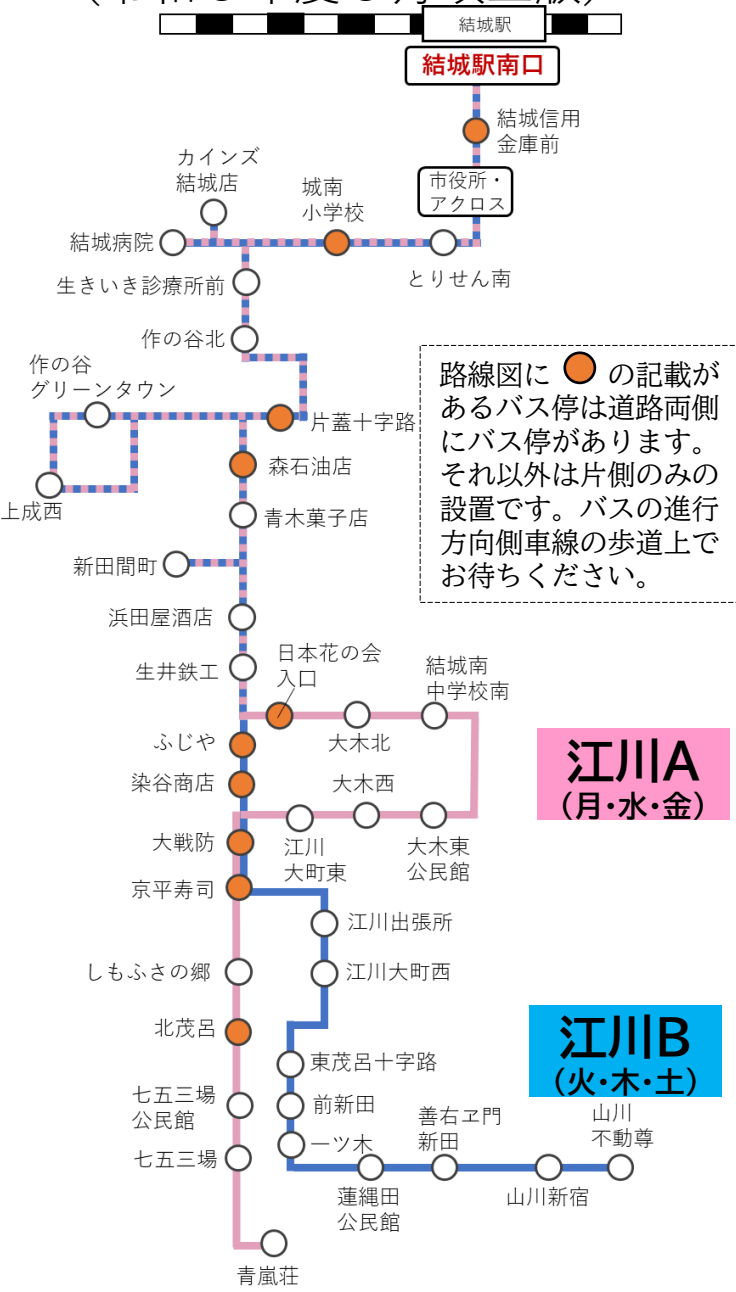 結城駅
結城駅南口
結城信用
金庫前
市役所・
アクロス
カインズ
結城店
城南
小学校
結城病院
とりせん南
生きいき診療所前
作の谷北
作の谷
グリーンタウン
片蓋十字路
上成西
森石油店
青木菓子店
新田間町
浜田屋酒店
生井鉄工
路線図に の記載が
あるバス停は道路両側
にバス停があります。
それ以外は片側のみの
設置です。バスの進行
方向側車線の歩道上で
お待ちください。
日本花の会
入口
結城南
中学校南
大木北
ふじや
染谷商店
大木西
大戦防
江川
大町東
大木東
公民館
京平寿司
江川A
(月・水・金)
江川出張所
江川大町西
しもふさの郷
北茂呂
江川B
(火・木・土)
東茂呂十字路
前新田
一ツ木
七五三場
公民館
七五三場
善右ヱ門
新田
山川
不動尊
蓮縄田
公民館
山川新宿
青嵐荘